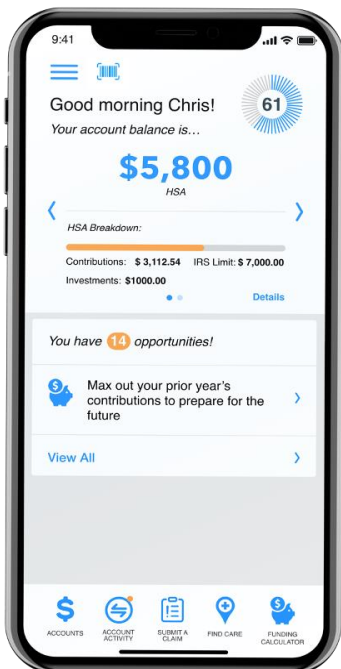 9:41
Good morning Chris!
61
Your account balance is...
$5,800
HSA
HSA Breakdown:
Contributions: $ 3,112.54 IRS Limit: $ 7,000.00
Investments: $1000.00
Details
You have 14 opportunities!
Max out your prior year's
contributions to prepare for the
future
View All
ACCOUNTS
ACCOUNT
ACTIVITY
SUBMIT A
CLAIM
FIND CARE
FUNDING
CALCULATOR